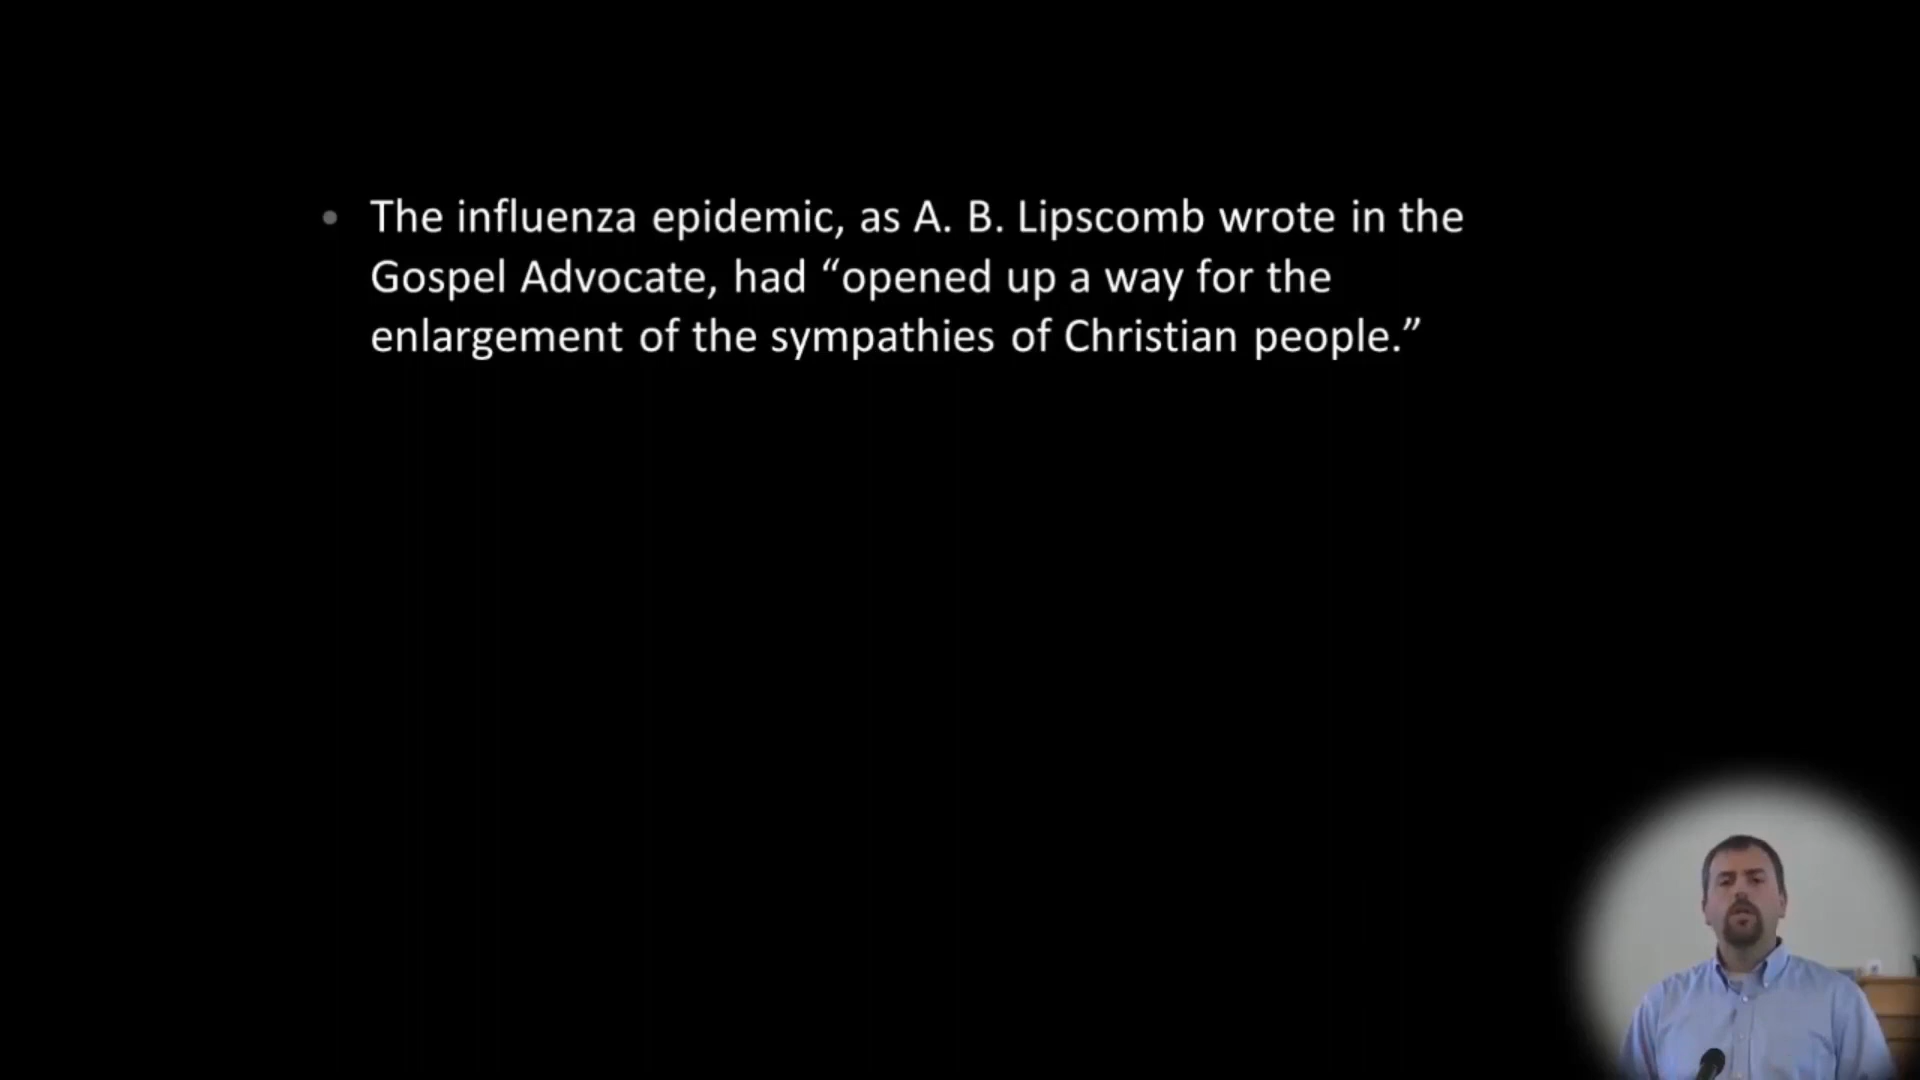 • The influenza epidemic, as A. B. Lipscomb wrote in the
Gospel Advocate, had “opened up a way for the
enlargement of the sympathies of Christian people.”